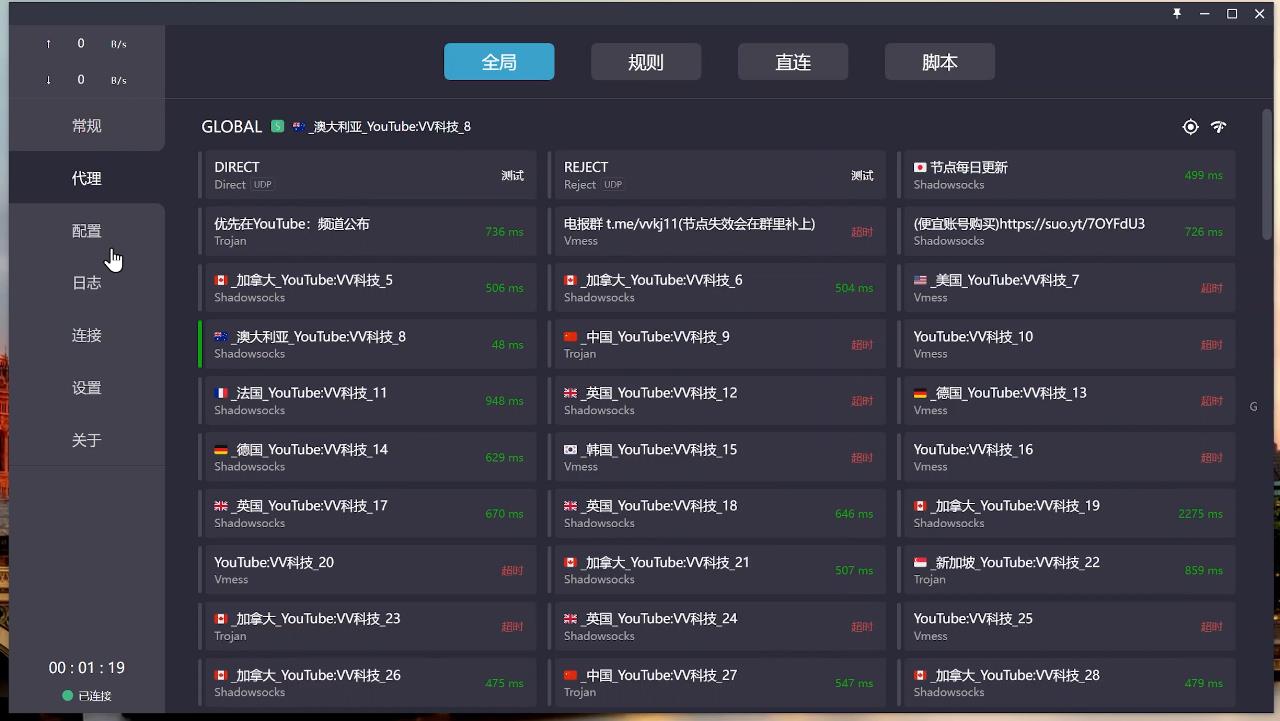 ↑ 0 B/s
↓ 0 B/s
常规
代理
配置
日志
连接
设置
关于
00 : 01 : 19
已连接
全局
规则
直连
脚本
GLOBAL S _澳大利亚_YouTube:VV科技_8
DIRECT
Direct UDP
测试
REJECT
Reject UDP
测试
节点每日更新
Shadowsocks
499 ms
优先在YouTube：频道公布
Trojan
736 ms
电报群 t.me/vvkj11(节点失效会在群里补上)
Vmess
超时
(便宜账号购买)https://suo.yt/7OYFdU3
Shadowsocks
726 ms
_加拿大_YouTube:VV科技_5
Shadowsocks
506 ms
_加拿大_YouTube:VV科技_6
Shadowsocks
504 ms
_美国_YouTube:VV科技_7
Vmess
超时
_澳大利亚_YouTube:VV科技_8
Shadowsocks
48 ms
_中国_YouTube:VV科技_9
Trojan
超时
YouTube:VV科技_10
Vmess
超时
_法国_YouTube:VV科技_11
Shadowsocks
948 ms
_英国_YouTube:VV科技_12
Shadowsocks
超时
_德国_YouTube:VV科技_13
Vmess
超时
_德国_YouTube:VV科技_14
Shadowsocks
629 ms
_韩国_YouTube:VV科技_15
Vmess
超时
YouTube:VV科技_16
Vmess
超时
_英国_YouTube:VV科技_17
Shadowsocks
670 ms
_英国_YouTube:VV科技_18
Shadowsocks
646 ms
_加拿大_YouTube:VV科技_19
Shadowsocks
2275 ms
YouTube:VV科技_20
Vmess
超时
_加拿大_YouTube:VV科技_21
Shadowsocks
507 ms
_新加坡_YouTube:VV科技_22
Trojan
859 ms
_加拿大_YouTube:VV科技_23
Trojan
超时
_英国_YouTube:VV科技_24
Shadowsocks
超时
YouTube:VV科技_25
Vmess
超时
_加拿大_YouTube:VV科技_26
Shadowsocks
475 ms
_中国_YouTube:VV科技_27
Trojan
547 ms
_加拿大_YouTube:VV科技_28
Shadowsocks
479 ms
G